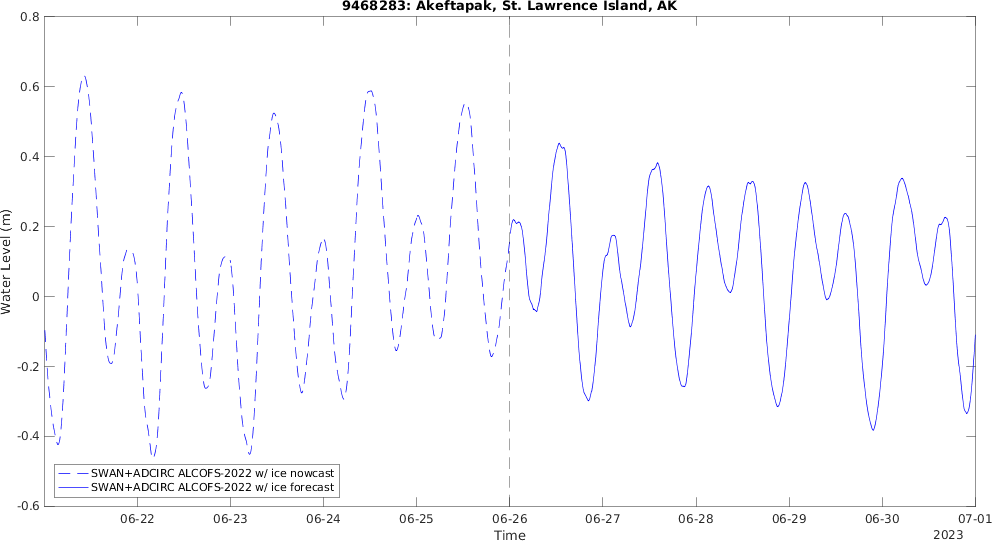 9468283: Akeftapak, St. Lawrence Island, AK
0.8
0.6
0.4
0.2
0
-0.2
-0.4
-0.6
Water Level (m)
SWAN+ADCIRC ALCOFS-2022 w/ ice nowcast
SWAN+ADCIRC ALCOFS-2022 w/ ice forecast
06-22 06-23 06-24 06-25 06-26 06-27 06-28 06-29 06-30 07-01
Time
2023